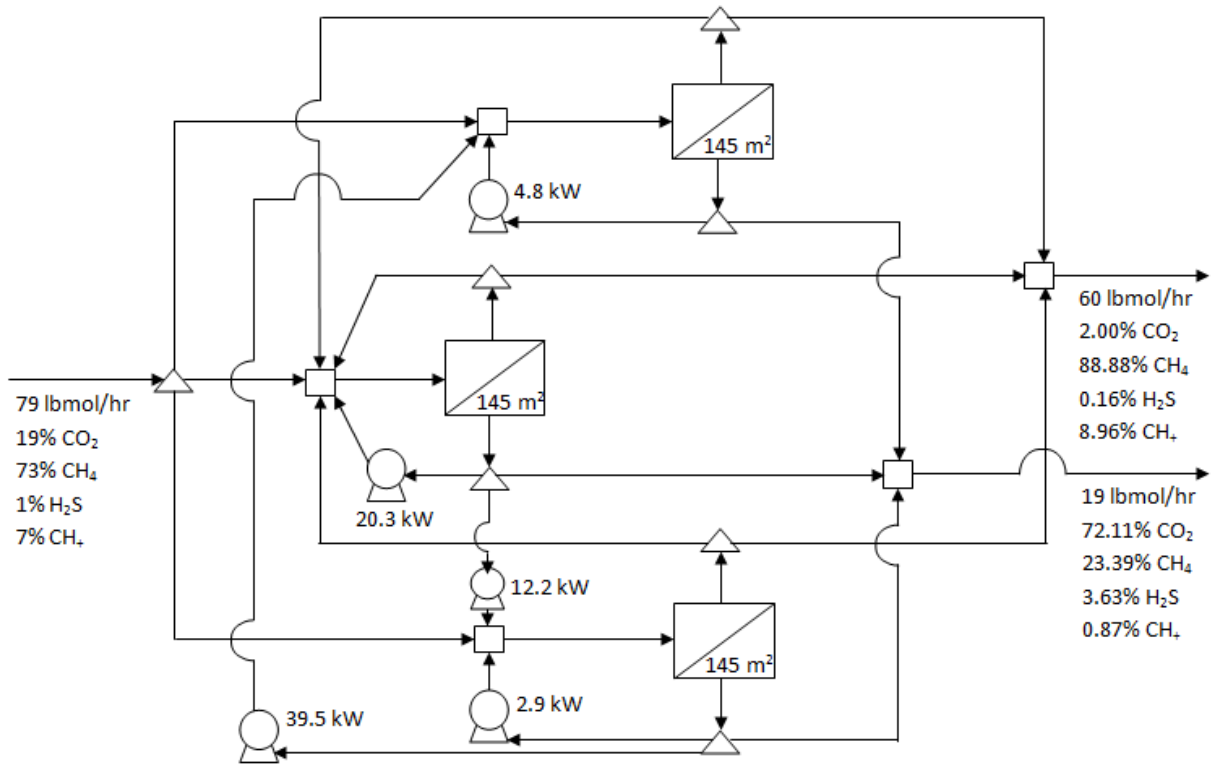 145 m²
4.8 kW
60 lbmol/hr
2.00% CO₂
88.88% CH₄
0.16% H₂S
8.96% CH₊
79 lbmol/hr
19% CO₂
73% CH₄
1% H₂S
7% CH₊
145 m²
20.3 kW
19 lbmol/hr
72.11% CO₂
23.39% CH₄
3.63% H₂S
0.87% CH₊
12.2 kW
145 m²
2.9 kW
39.5 kW